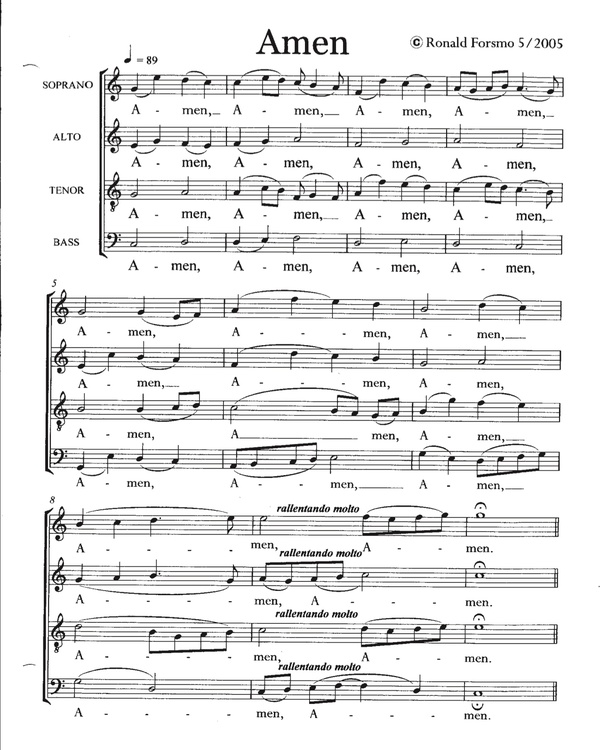 Amen
© Ronald Forsmo 5/2005
♩ = 89
SOPRANO
A - men, A - men, A - men, A - men,
ALTO
A - men, A - men, A - men, A - men,
TENOR
A - men, A - men, A - men, A - men,
BASS
A - men, A - men, A - men, A - men,
5
A - men, A - - - men, A - men,
A - men, A - - - men, A - men,
A - men, A men, A - men,
A - men, A - - - men, A - men,
8
rallentando molto
A - - - men, A - - men.
rallentando molto
A - - - men, A - - - men.
rallentando molto
A - - - men, A - - men.
rallentando molto
A - - - men, A - - - men.